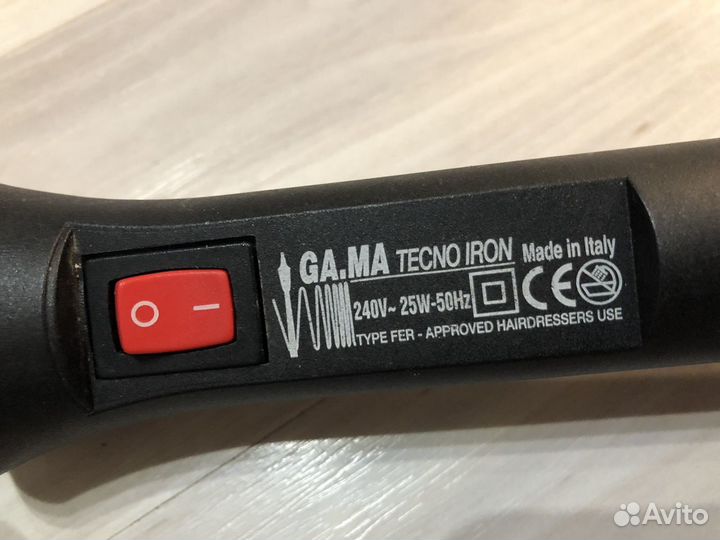 GA.MA TECNO IRON Made in Italy
240V~ 25W-50Hz CE
TYPE FER - APPROVED HAIRDRESSERS USE
O I
Avito